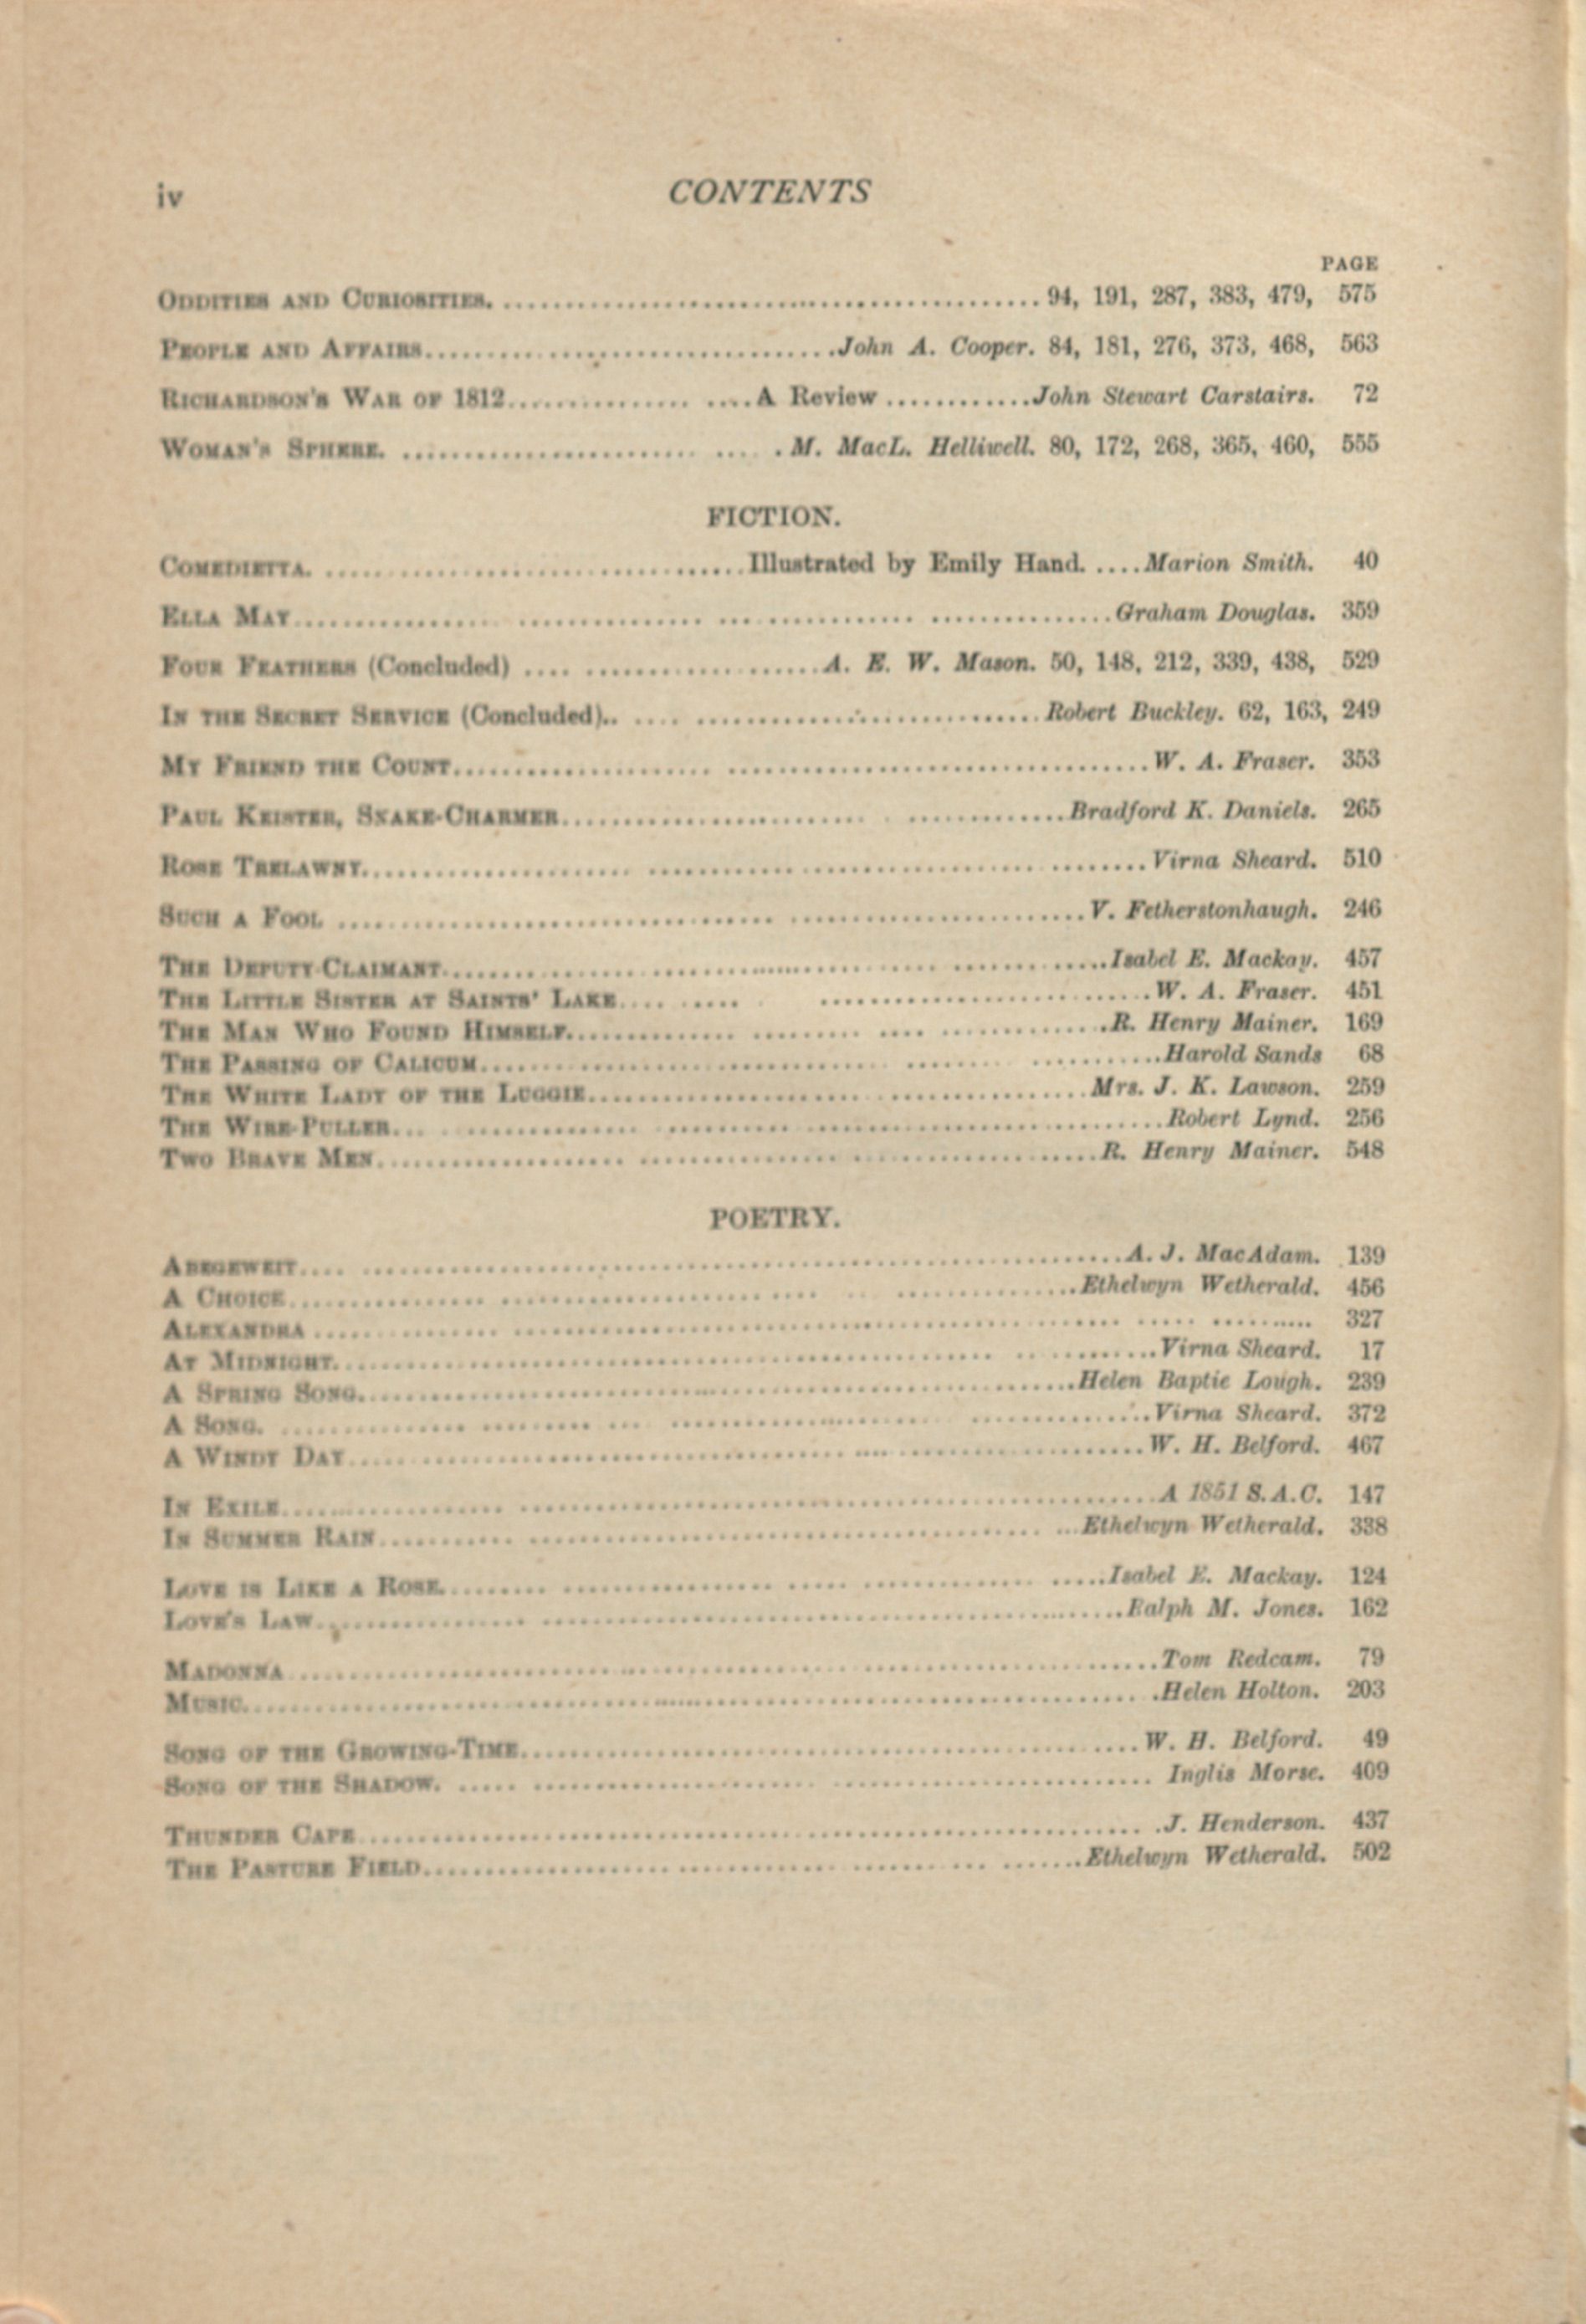 iv CONTENTS
PAGE
ODDITIES AND CURIOSITIES. ........ 94, 191, 287, 383, 479, 575
PEOPLE AND AFFAIRS........John A. Cooper. 84, 181, 276, 373, 468, 563
RICHARDSON'S WAR OF 1812........A Review........John Stewart Carstairs. 72
WOMAN'S SPHERE. ........M. MacL. Helliwell. 80, 172, 268, 365, 460, 555
FICTION.
COMEDIETTA. ........Illustrated by Emily Hand. ....Marion Smith. 40
ELLA MAY........Graham Douglas. 359
FOUR FEATHERS (Concluded) ........A. E. W. Mason. 50, 148, 212, 339, 438, 529
IN THE SECRET SERVICE (Concluded)........Robert Buckley. 62, 163, 249
MY FRIEND THE COUNT........W. A. Fraser. 353
PAUL KEISTER, SNAKE-CHARMER........Bradford K. Daniels. 265
ROSE TRELAWNY........Virna Sheard. 510
SUCH A FOOL ........V. Fetherstonhaugh. 246
THE DEPUTY-CLAIMANT........Isabel E. Mackay. 457
THE LITTLE SISTER AT SAINTS' LAKE........W. A. Fraser. 451
THE MAN WHO FOUND HIMSELF........R. Henry Mainer. 169
THE PASSING OF CALICUM........Harold Sands 68
THE WHITE LADY OF THE LUGGIE........Mrs. J. K. Lawson. 259
THE WIRE-PULLER........Robert Lynd. 256
TWO BRAVE MEN........R. Henry Mainer. 548
POETRY.
ABEGEWEIT........A. J. MacAdam. 139
A CHOICE........Ethelwyn Wetherald. 456
ALEXANDRA ........ 327
AT MIDNIGHT........Virna Sheard. 17
A SPRING SONG........Helen Baptie Lough. 239
A SONG. ........Virna Sheard. 372
A WINDY DAY........W. H. Belford. 467
IN EXILE........A 1851 S.A.C. 147
IN SUMMER RAIN........Ethelwyn Wetherald. 338
LOVE IS LIKE A ROSE........Isabel E. Mackay. 124
LOVE'S LAW........Ralph M. Jones. 162
MADONNA ........Tom Redcam. 79
MUSIC........Helen Holton. 203
SONG OF THE GROWING-TIME........W. H. Belford. 49
SONG OF THE SHADOW. ........ Inglis Morse. 409
THUNDER CAPE........J. Henderson. 437
THE PASTURE FIELD........Ethelwyn Wetherald. 502